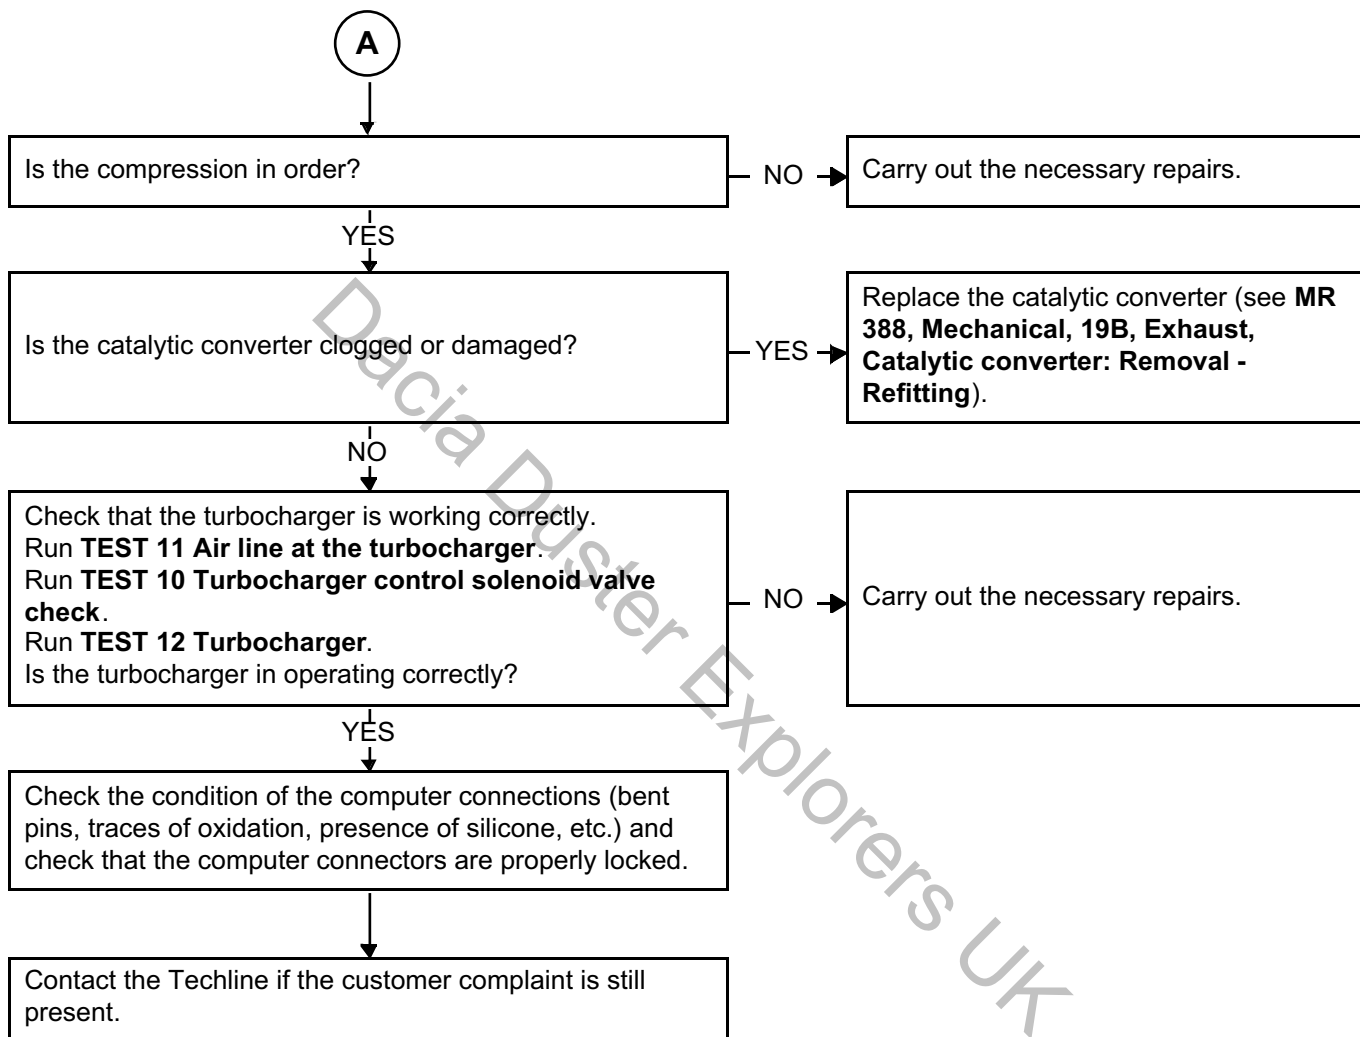 A
Is the compression in order?
NO
Carry out the necessary repairs.
YES
Is the catalytic converter clogged or damaged?
YES
Replace the catalytic converter (see MR
388, Mechanical, 19B, Exhaust,
Catalytic converter: Removal -
Refitting).
NO
Check that the turbocharger is working correctly.
Run TEST 11 Air line at the turbocharger.
Run TEST 10 Turbocharger control solenoid valve
check.
Run TEST 12 Turbocharger.
Is the turbocharger in operating correctly?
NO
Carry out the necessary repairs.
YES
Check the condition of the computer connections (bent
pins, traces of oxidation, presence of silicone, etc.) and
check that the computer connectors are properly locked.
Contact the Techline if the customer complaint is still
present.
Dacia Duster Explorers UK